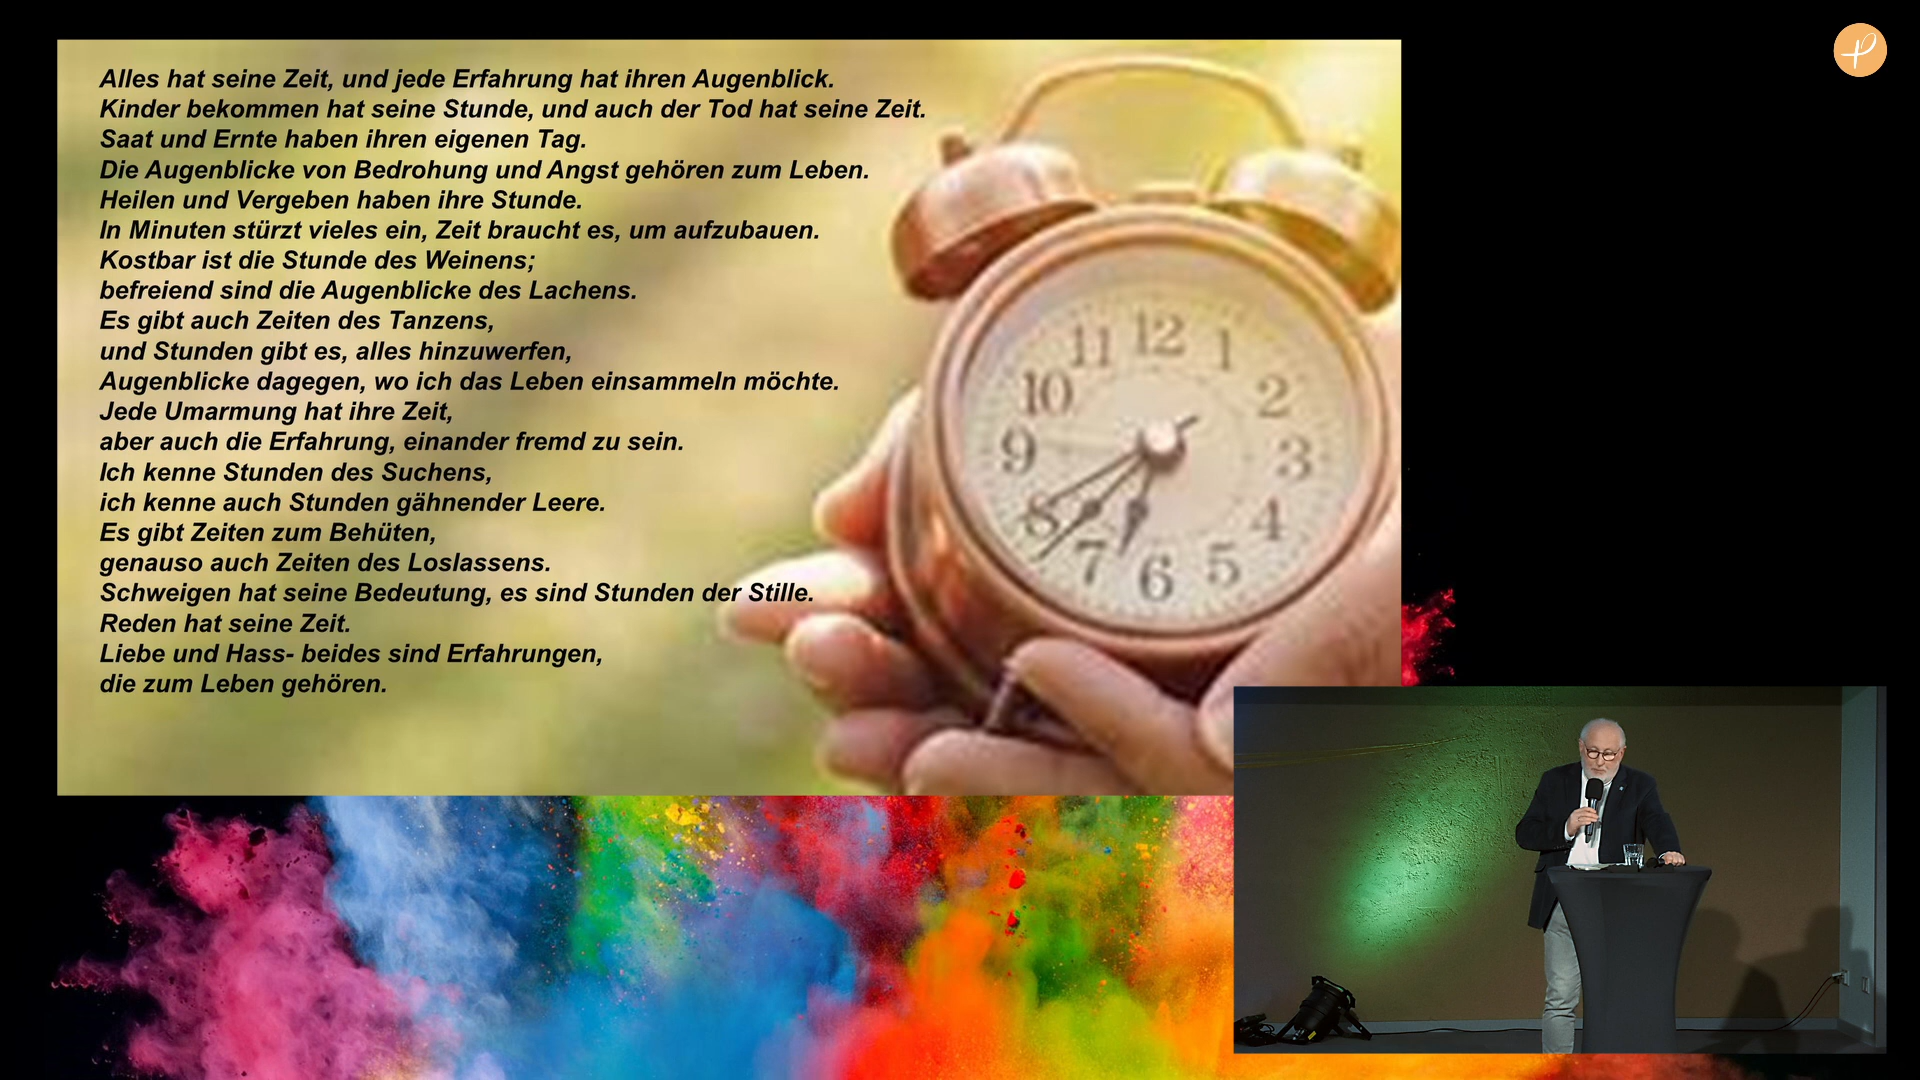 Alles hat seine Zeit, und jede Erfahrung hat ihren Augenblick.
Kinder bekommen hat seine Stunde, und auch der Tod hat seine Zeit.
Saat und Ernte haben ihren eigenen Tag.
Die Augenblicke von Bedrohung und Angst gehören zum Leben.
Heilen und Vergeben haben ihre Stunde.
In Minuten stürzt vieles ein, Zeit braucht es, um aufzubauen.
Kostbar ist die Stunde des Weinens;
befreiend sind die Augenblicke des Lachens.
Es gibt auch Zeiten des Tanzens,
und Stunden gibt es, alles hinzuwerfen,
Augenblicke dagegen, wo ich das Leben einsammeln möchte.
Jede Umarmung hat ihre Zeit,
aber auch die Erfahrung, einander fremd zu sein.
Ich kenne Stunden des Suchens,
ich kenne auch Stunden gähnender Leere.
Es gibt Zeiten zum Behüten,
genauso auch Zeiten des Loslassens.
Schweigen hat seine Bedeutung, es sind Stunden der Stille.
Reden hat seine Zeit.
Liebe und Hass- beides sind Erfahrungen,
die zum Leben gehören.
12
11 1
10 2
9 3
8 4
7 5
6